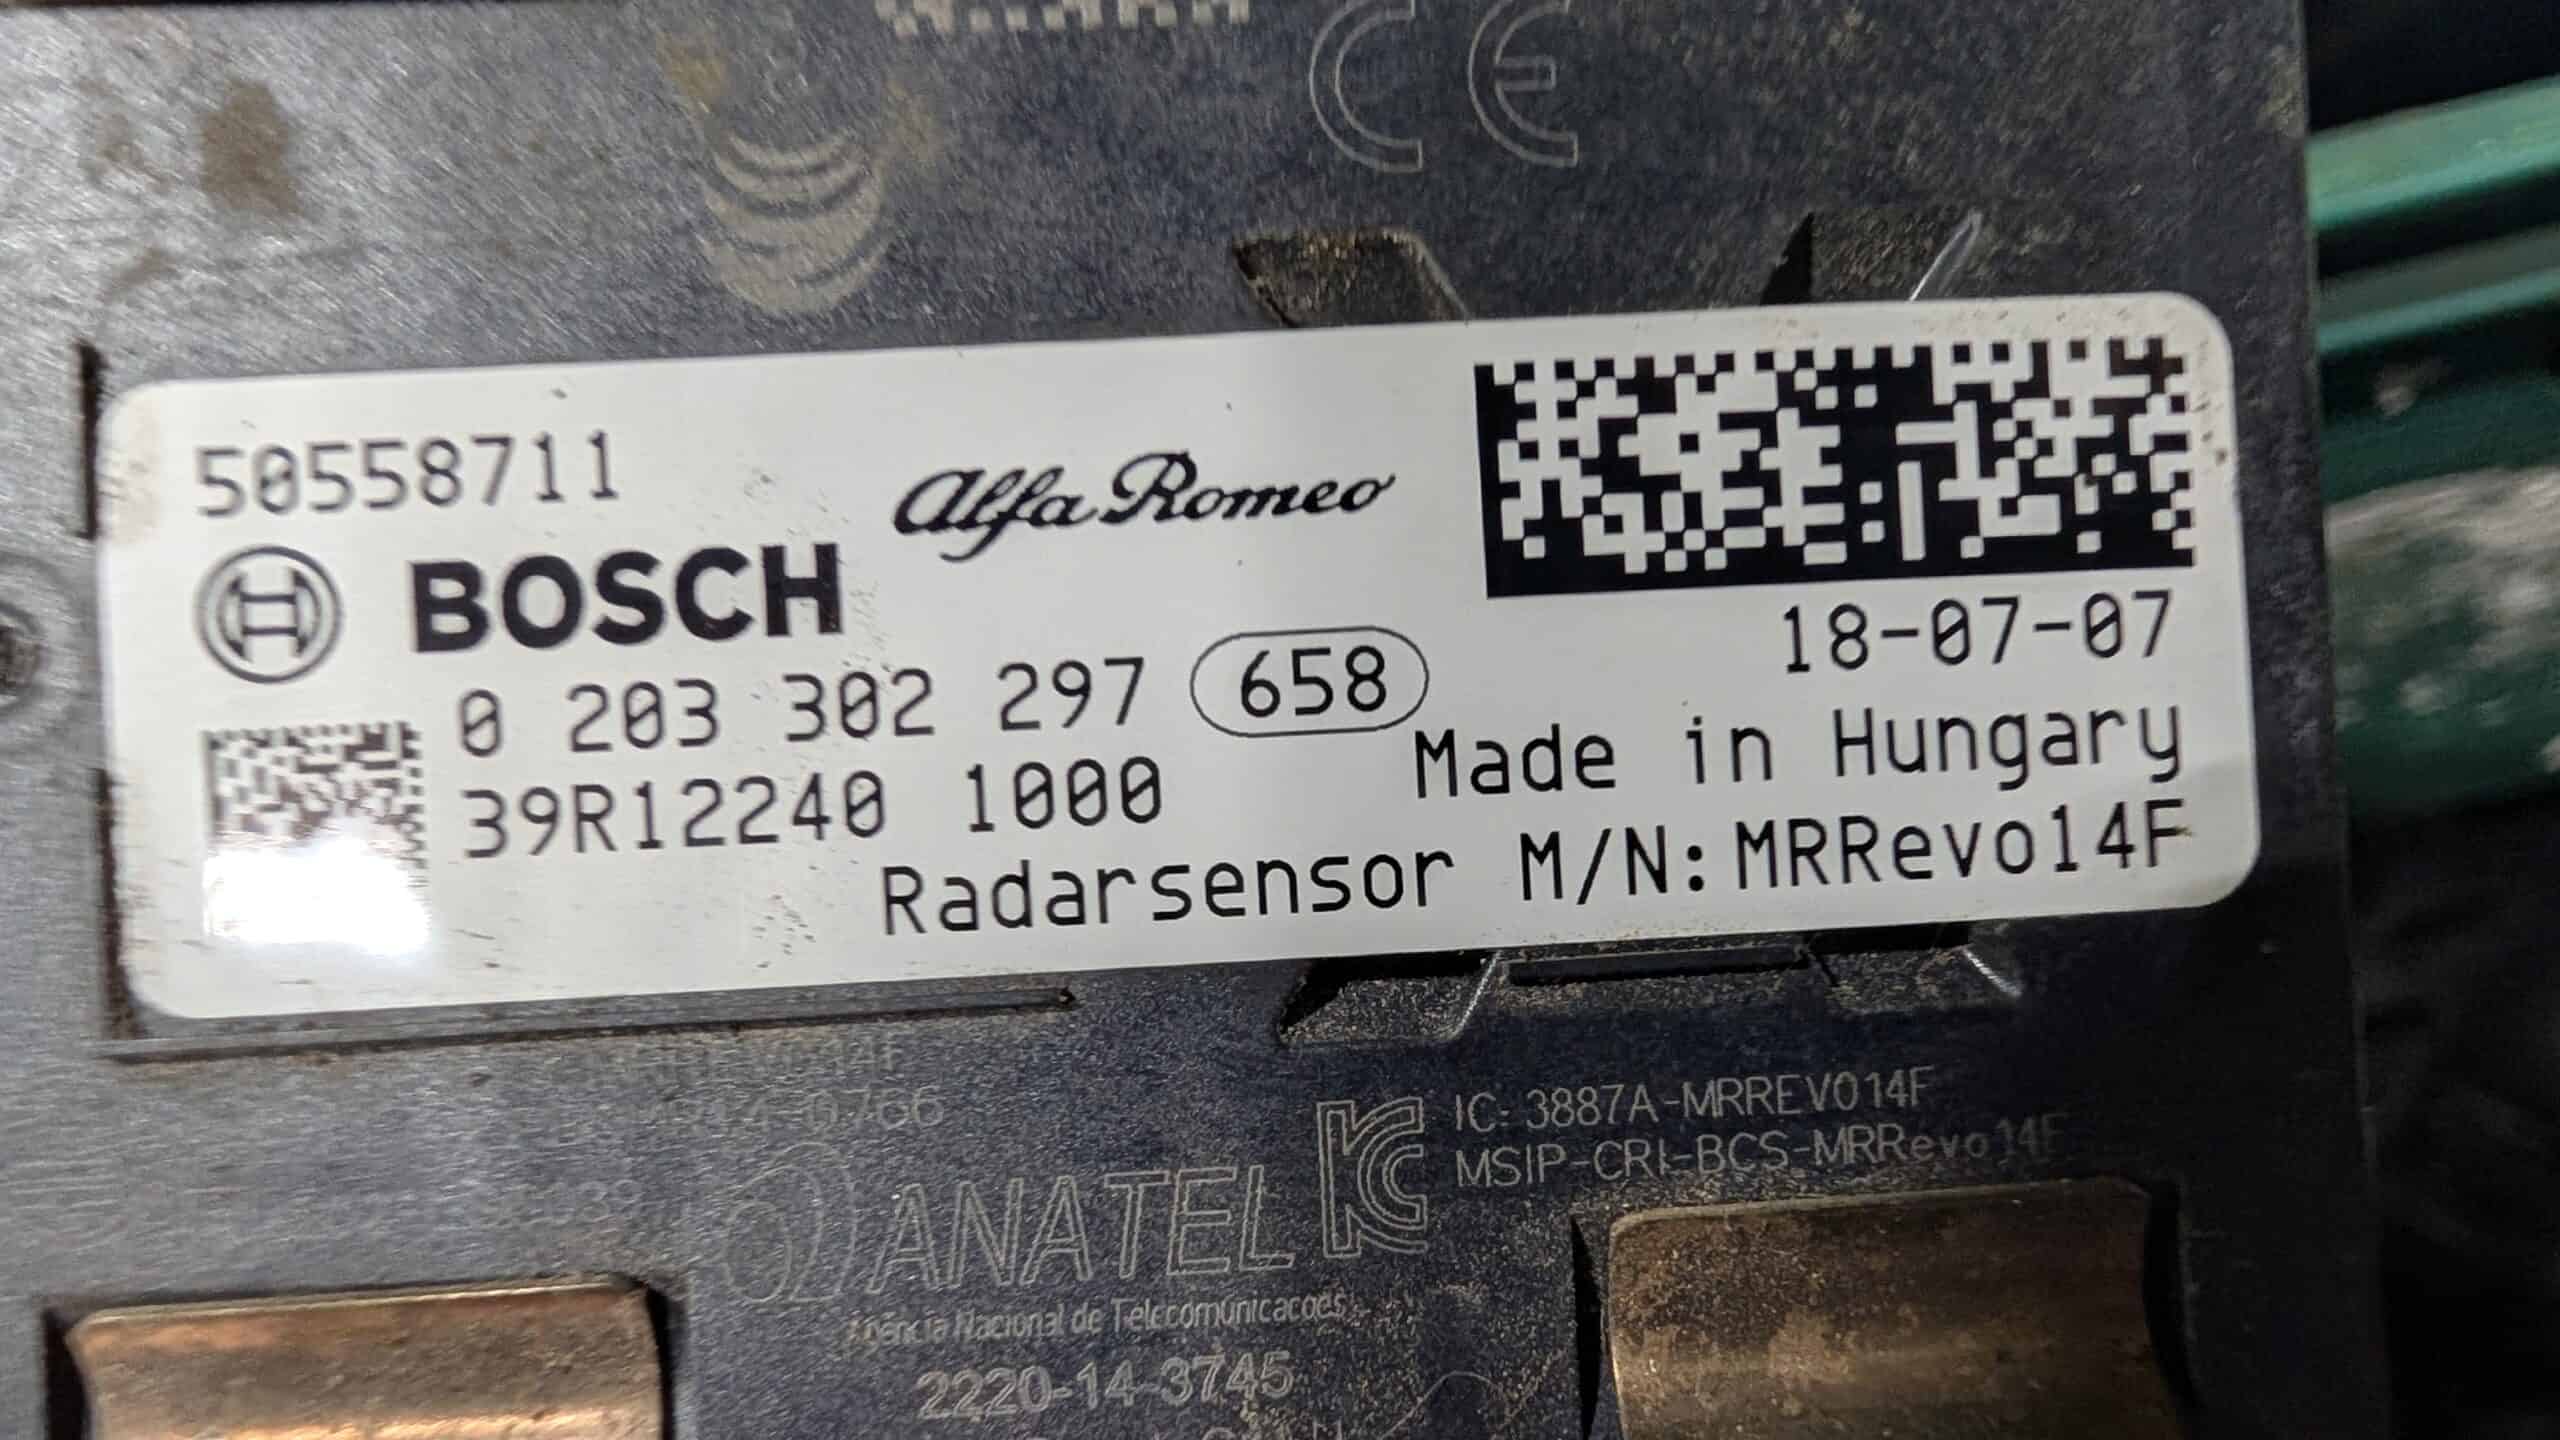 CE
50558711
Alfa Romeo
BOSCH
18-07-07
0 203 302 297 658
Made in Hungary
39R12240 1000
Radarsensor M/N:MRRevo14F
IC: 3887A-MRREVO14F
MSIP-CRI-BCS-MRRevo14F
ANATEL
Agência Nacional de Telecomunicacoes
2220-14-3745